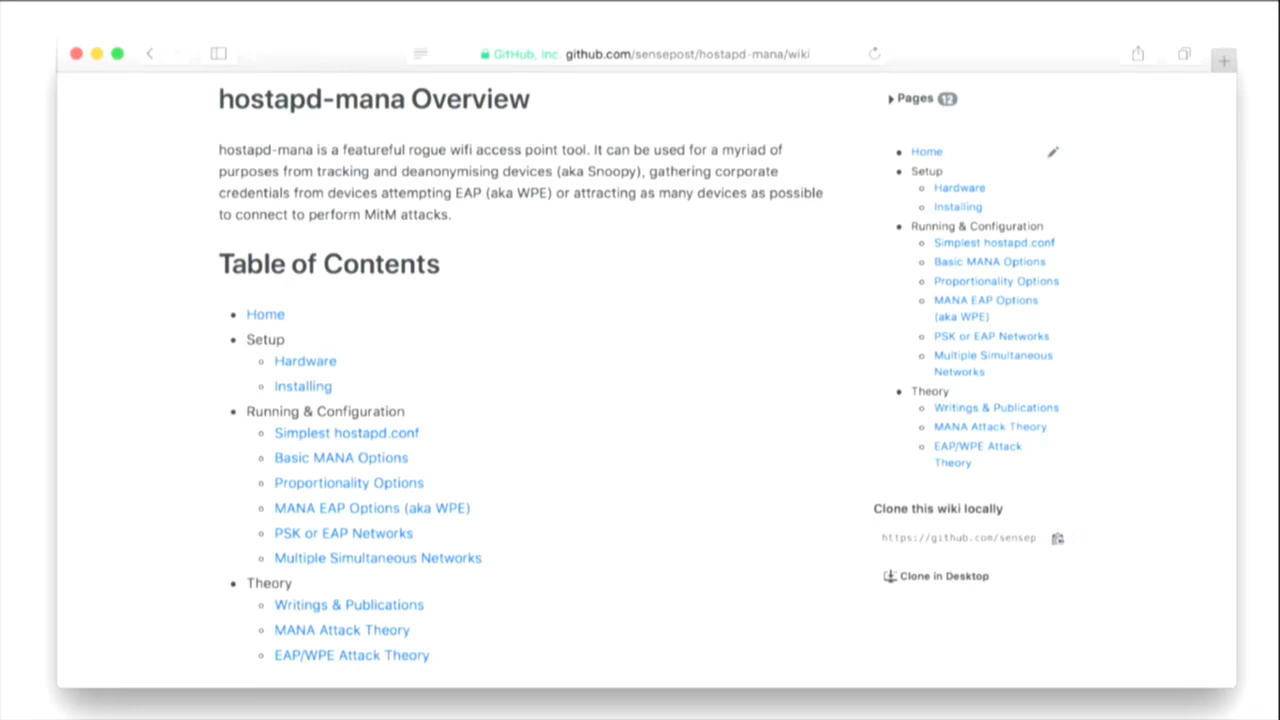 GitHub, Inc. github.com/sensepost/hostapd-mana/wiki
hostapd-mana Overview
hostapd-mana is a featureful rogue wifi access point tool. It can be used for a myriad of
purposes from tracking and deanonymising devices (aka Snoopy), gathering corporate
credentials from devices attempting EAP (aka WPE) or attracting as many devices as possible
to connect to perform MitM attacks.
Table of Contents
Home
Setup
Hardware
Installing
Running & Configuration
Simplest hostapd.conf
Basic MANA Options
Proportionality Options
MANA EAP Options (aka WPE)
PSK or EAP Networks
Multiple Simultaneous Networks
Theory
Writings & Publications
MANA Attack Theory
EAP/WPE Attack Theory
Pages 12
Home
Setup
Hardware
Installing
Running & Configuration
Simplest hostapd.conf
Basic MANA Options
Proportionality Options
MANA EAP Options
(aka WPE)
PSK or EAP Networks
Multiple Simultaneous
Networks
Theory
Writings & Publications
MANA Attack Theory
EAP/WPE Attack
Theory
Clone this wiki locally
https://github.com/sensep
Clone in Desktop